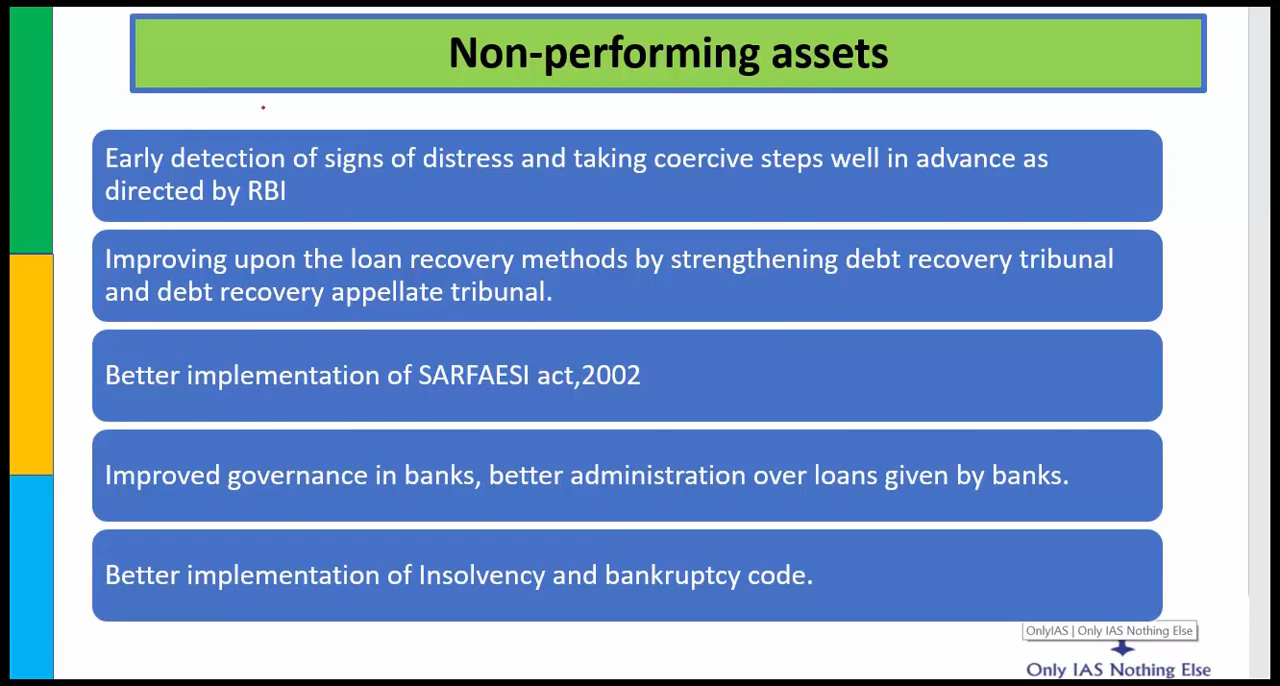 Non-performing assets
Early detection of signs of distress and taking coercive steps well in advance as
directed by RBI
Improving upon the loan recovery methods by strengthening debt recovery tribunal
and debt recovery appellate tribunal.
Better implementation of SARFAESI act,2002
Improved governance in banks, better administration over loans given by banks.
Better implementation of Insolvency and bankruptcy code.
OnlyIAS | Only IAS Nothing Else
Only IAS Nothing Else